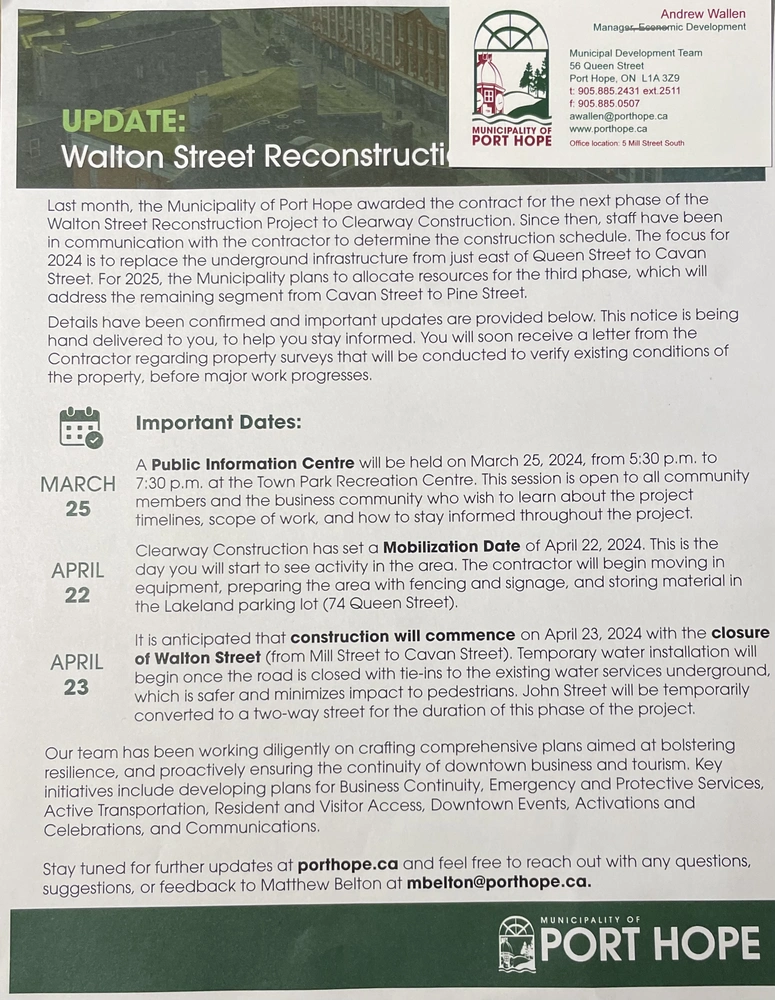 Andrew Wallen
Manager, Economic Development
Municipal Development Team
56 Queen Street
Port Hope, ON L1A 3Z9
t: 905.885.2431 ext.2511
f: 905.885.0507
awallen@porthope.ca
www.porthope.ca
Office location: 5 Mill Street South
MUNICIPALITY OF
PORT HOPE
UPDATE:
Walton Street Reconstructi
Last month, the Municipality of Port Hope awarded the contract for the next phase of the
Walton Street Reconstruction Project to Clearway Construction. Since then, staff have been
in communication with the contractor to determine the construction schedule. The focus for
2024 is to replace the underground infrastructure from just east of Queen Street to Cavan
Street. For 2025, the Municipality plans to allocate resources for the third phase, which will
address the remaining segment from Cavan Street to Pine Street.
Details have been confirmed and important updates are provided below. This notice is being
hand delivered to you, to help you stay informed. You will soon receive a letter from the
Contractor regarding property surveys that will be conducted to verify existing conditions of
the property, before major work progresses.
Important Dates:
MARCH
25
A Public Information Centre will be held on March 25, 2024, from 5:30 p.m. to
7:30 p.m. at the Town Park Recreation Centre. This session is open to all community
members and the business community who wish to learn about the project
timelines, scope of work, and how to stay informed throughout the project.
APRIL
22
Clearway Construction has set a Mobilization Date of April 22, 2024. This is the
day you will start to see activity in the area. The contractor will begin moving in
equipment, preparing the area with fencing and signage, and storing material in
the Lakeland parking lot (74 Queen Street).
APRIL
23
It is anticipated that construction will commence on April 23, 2024 with the closure
of Walton Street (from Mill Street to Cavan Street). Temporary water installation will
begin once the road is closed with tie-ins to the existing water services underground,
which is safer and minimizes impact to pedestrians. John Street will be temporarily
converted to a two-way street for the duration of this phase of the project.
Our team has been working diligently on crafting comprehensive plans aimed at bolstering
resilience, and proactively ensuring the continuity of downtown business and tourism. Key
initiatives include developing plans for Business Continuity, Emergency and Protective Services,
Active Transportation, Resident and Visitor Access, Downtown Events, Activations and
Celebrations, and Communications.
Stay tuned for further updates at porthope.ca and feel free to reach out with any questions,
suggestions, or feedback to Matthew Belton at mbelton@porthope.ca.
MUNICIPALITY OF
PORT HOPE